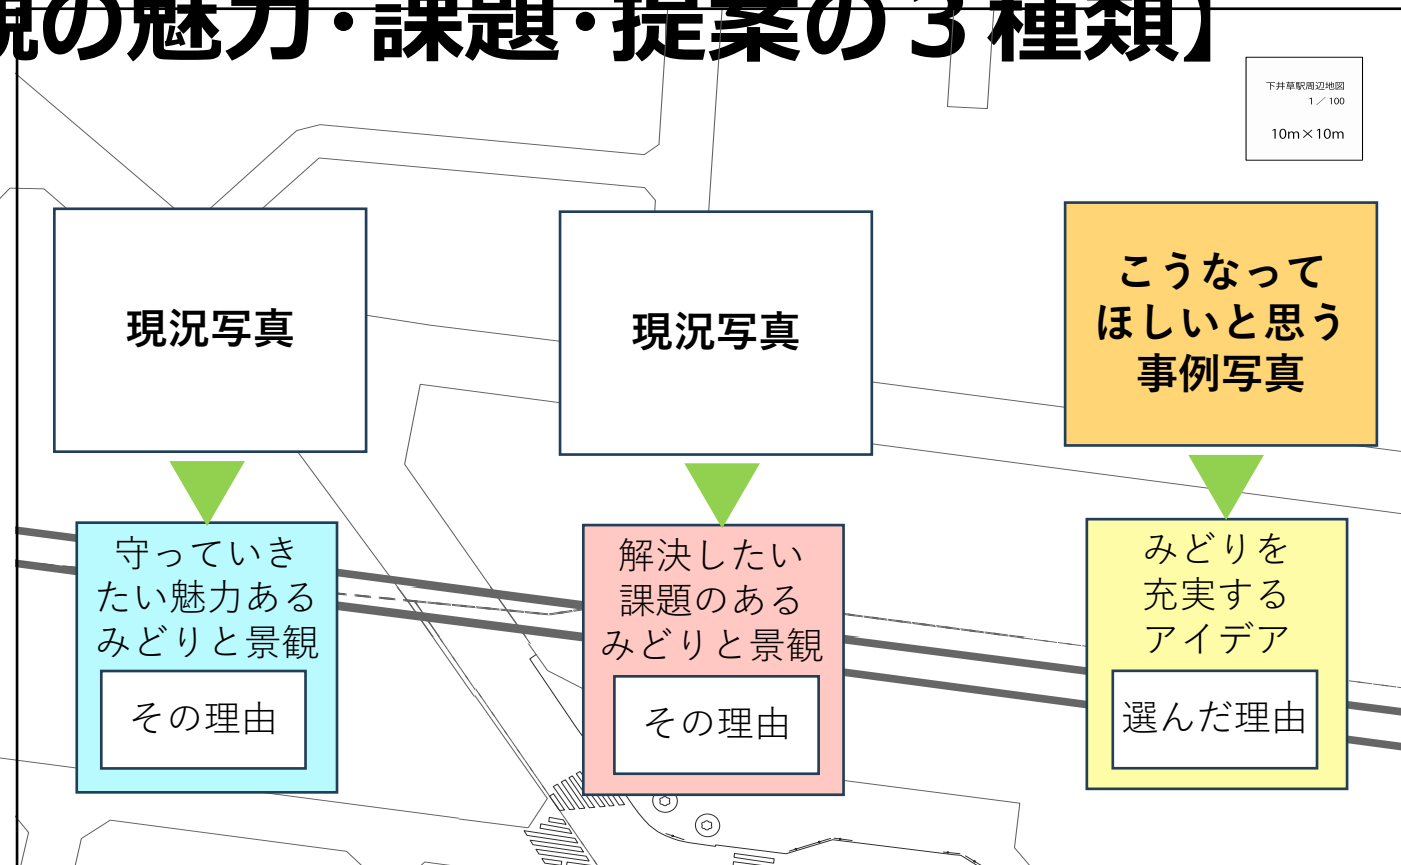 観の魅力・課題・提案の３種類】
下井草駅周辺地図
1／100
10m×10m
現況写真
現況写真
こうなって
ほしいと思う
事例写真
守っていき
たい魅力ある
みどりと景観
その理由
解決したい
課題のある
みどりと景観
その理由
みどりを
充実する
アイデア
選んだ理由